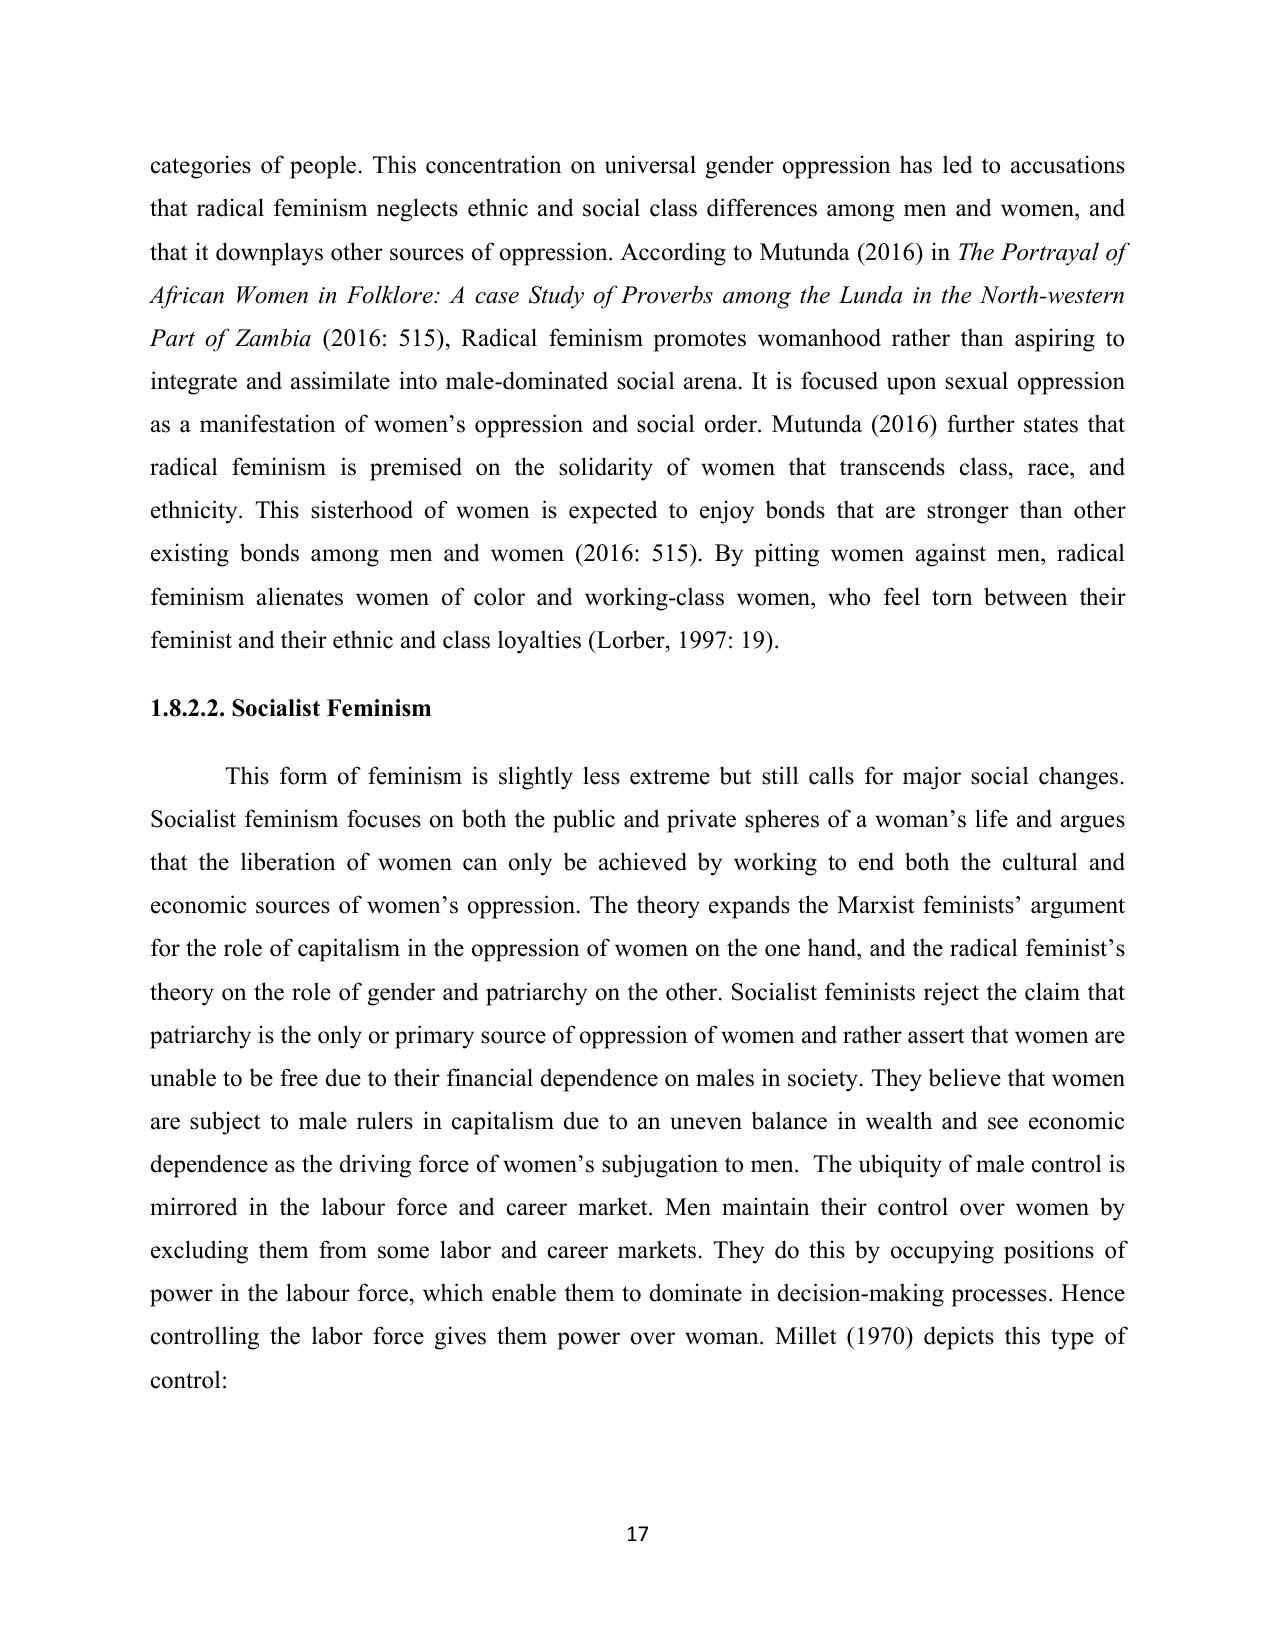 categories of people. This concentration on universal gender oppression has led to accusations
that radical feminism neglects ethnic and social class differences among men and women, and
that it downplays other sources of oppression. According to Mutunda (2016) in The Portrayal of
African Women in Folklore: A case Study of Proverbs among the Lunda in the North-western
Part of Zambia (2016: 515), Radical feminism promotes womanhood rather than aspiring to
integrate and assimilate into male-dominated social arena. It is focused upon sexual oppression
as a manifestation of women’s oppression and social order. Mutunda (2016) further states that
radical feminism is premised on the solidarity of women that transcends class, race, and
ethnicity. This sisterhood of women is expected to enjoy bonds that are stronger than other
existing bonds among men and women (2016: 515). By pitting women against men, radical
feminism alienates women of color and working-class women, who feel torn between their
feminist and their ethnic and class loyalties (Lorber, 1997: 19).
1.8.2.2. Socialist Feminism
This form of feminism is slightly less extreme but still calls for major social changes.
Socialist feminism focuses on both the public and private spheres of a woman’s life and argues
that the liberation of women can only be achieved by working to end both the cultural and
economic sources of women’s oppression. The theory expands the Marxist feminists’ argument
for the role of capitalism in the oppression of women on the one hand, and the radical feminist’s
theory on the role of gender and patriarchy on the other. Socialist feminists reject the claim that
patriarchy is the only or primary source of oppression of women and rather assert that women are
unable to be free due to their financial dependence on males in society. They believe that women
are subject to male rulers in capitalism due to an uneven balance in wealth and see economic
dependence as the driving force of women’s subjugation to men.  The ubiquity of male control is
mirrored in the labour force and career market. Men maintain their control over women by
excluding them from some labor and career markets. They do this by occupying positions of
power in the labour force, which enable them to dominate in decision-making processes. Hence
controlling the labor force gives them power over woman. Millet (1970) depicts this type of
control:
17